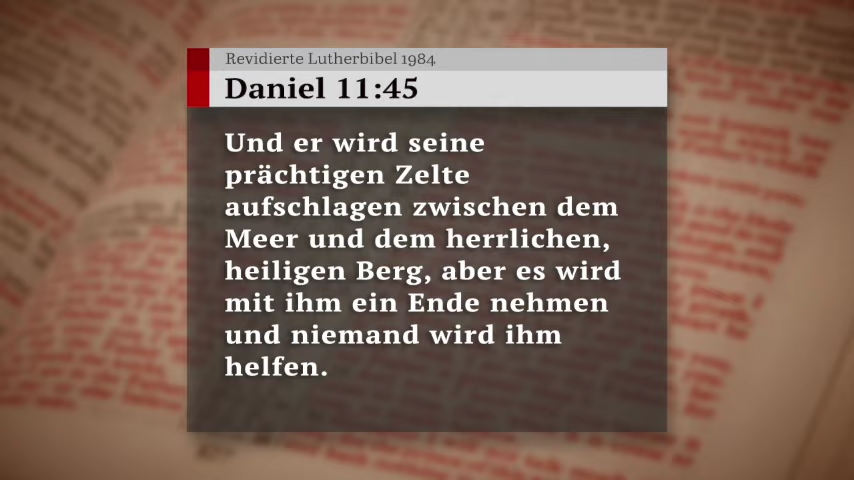 Revidierte Lutherbibel 1984
Daniel 11:45
Und er wird seine
prächtigen Zelte
aufschlagen zwischen dem
Meer und dem herrlichen,
heiligen Berg, aber es wird
mit ihm ein Ende nehmen
und niemand wird ihm
helfen.